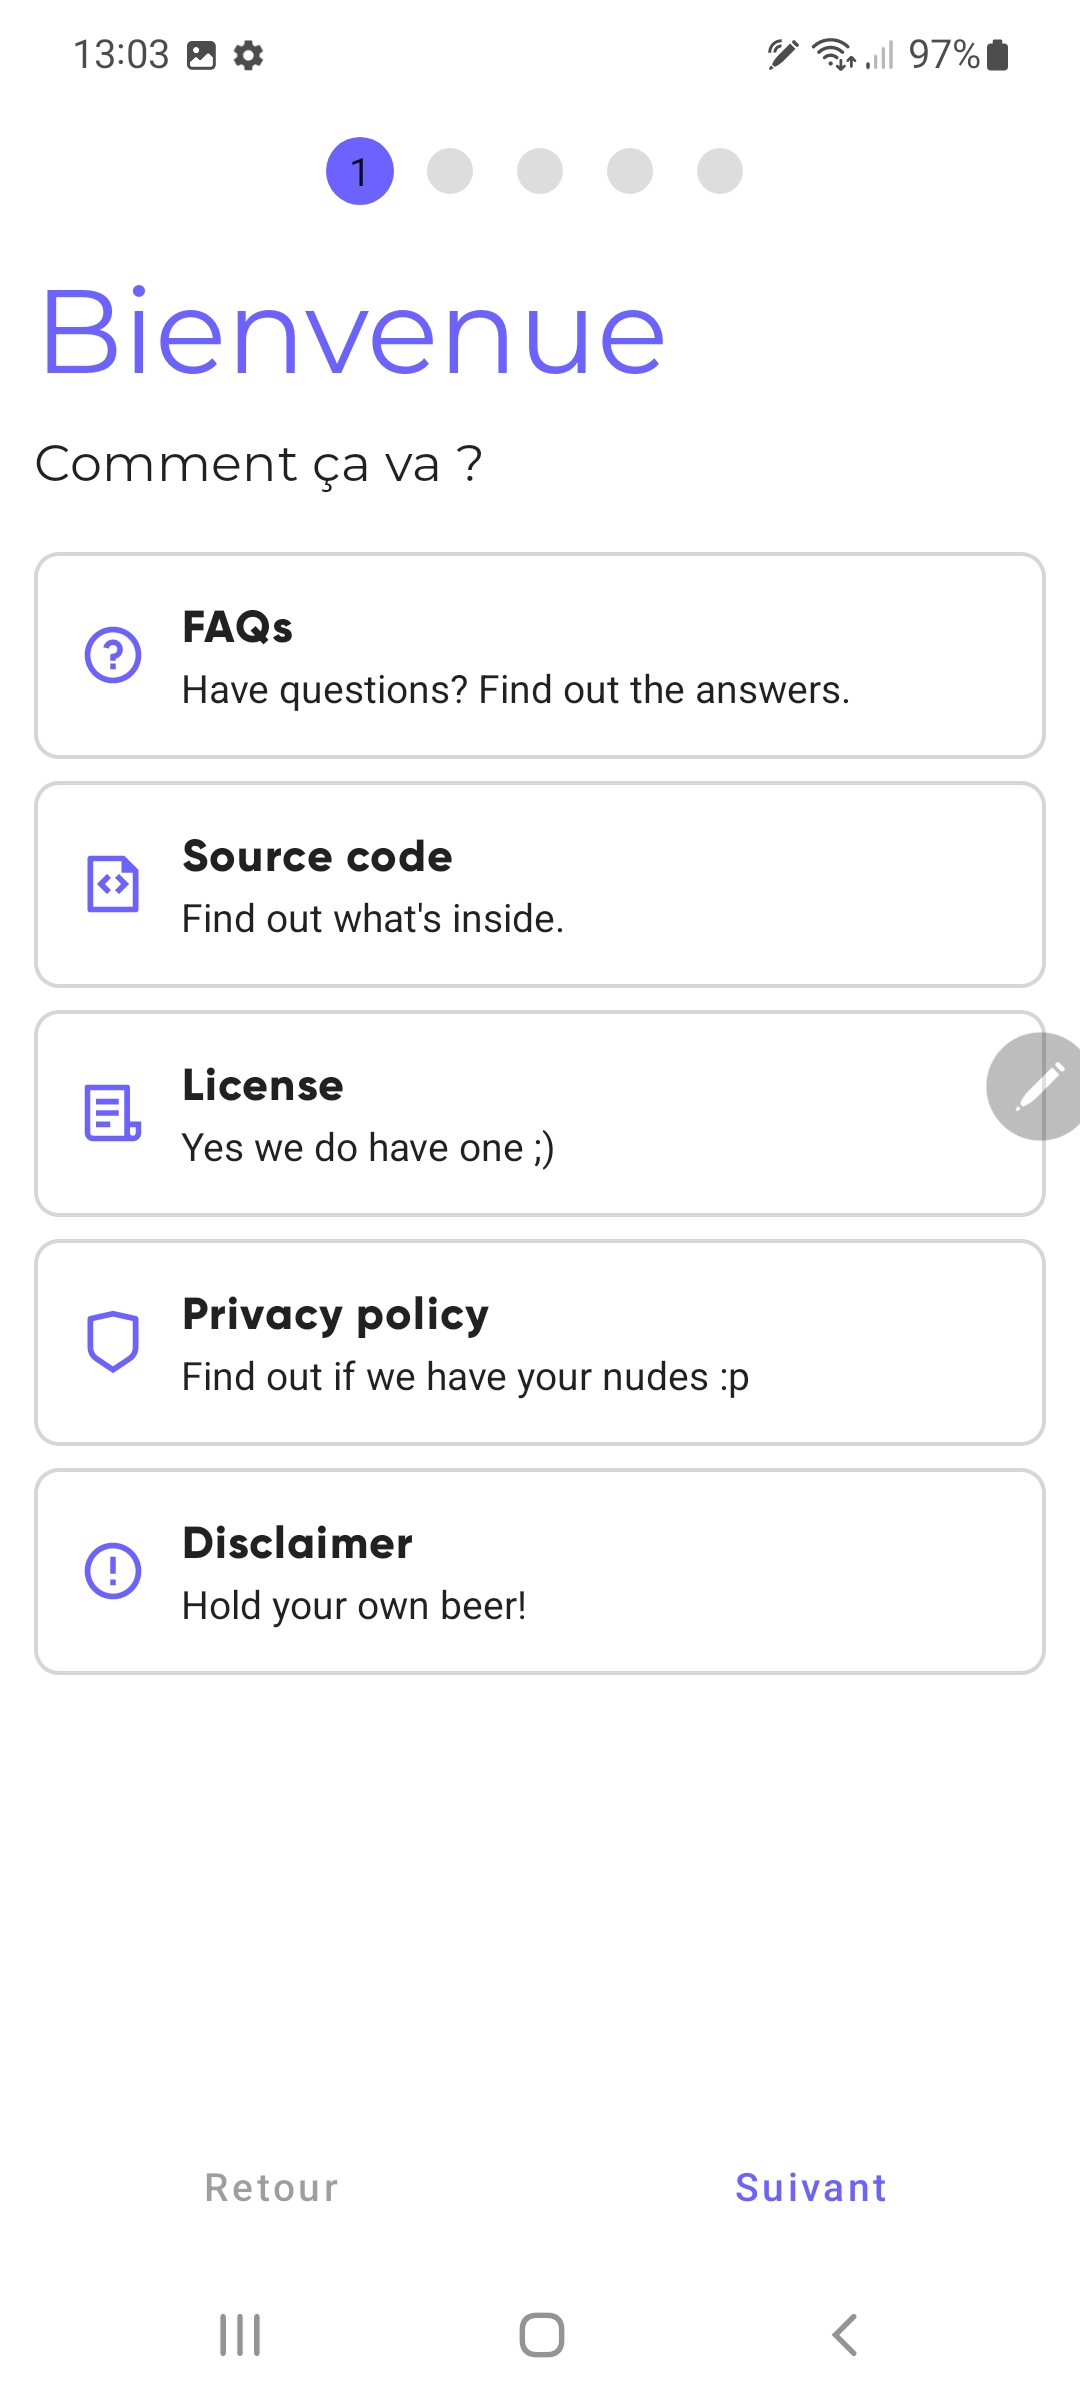 13:03
97%
1
Bienvenue
Comment ça va ?
FAQs
Have questions? Find out the answers.
Source code
Find out what's inside.
License
Yes we do have one ;)
Privacy policy
Find out if we have your nudes :p
Disclaimer
Hold your own beer!
Retour
Suivant